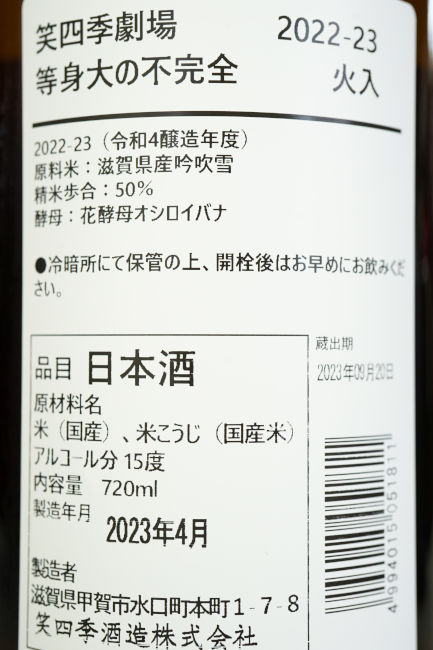 笑四季劇場 2022-23
等身大の不完全 火入
2022-23（令和4醸造年度）
原料米：滋賀県産吟吹雪
精米歩合：50％
酵母：花酵母オシロイバナ
●冷暗所にて保管の上、開栓後はお早めにお飲みくだ
さい。
品目 日本酒
原材料名
米（国産）、米こうじ（国産米）
アルコール分 15度
内容量 720ml
製造年月
2023年4月
製造者
滋賀県甲賀市水口町本町1-7-8
笑四季酒造株式会社
蔵出期
2023年09月20日
4994015051811